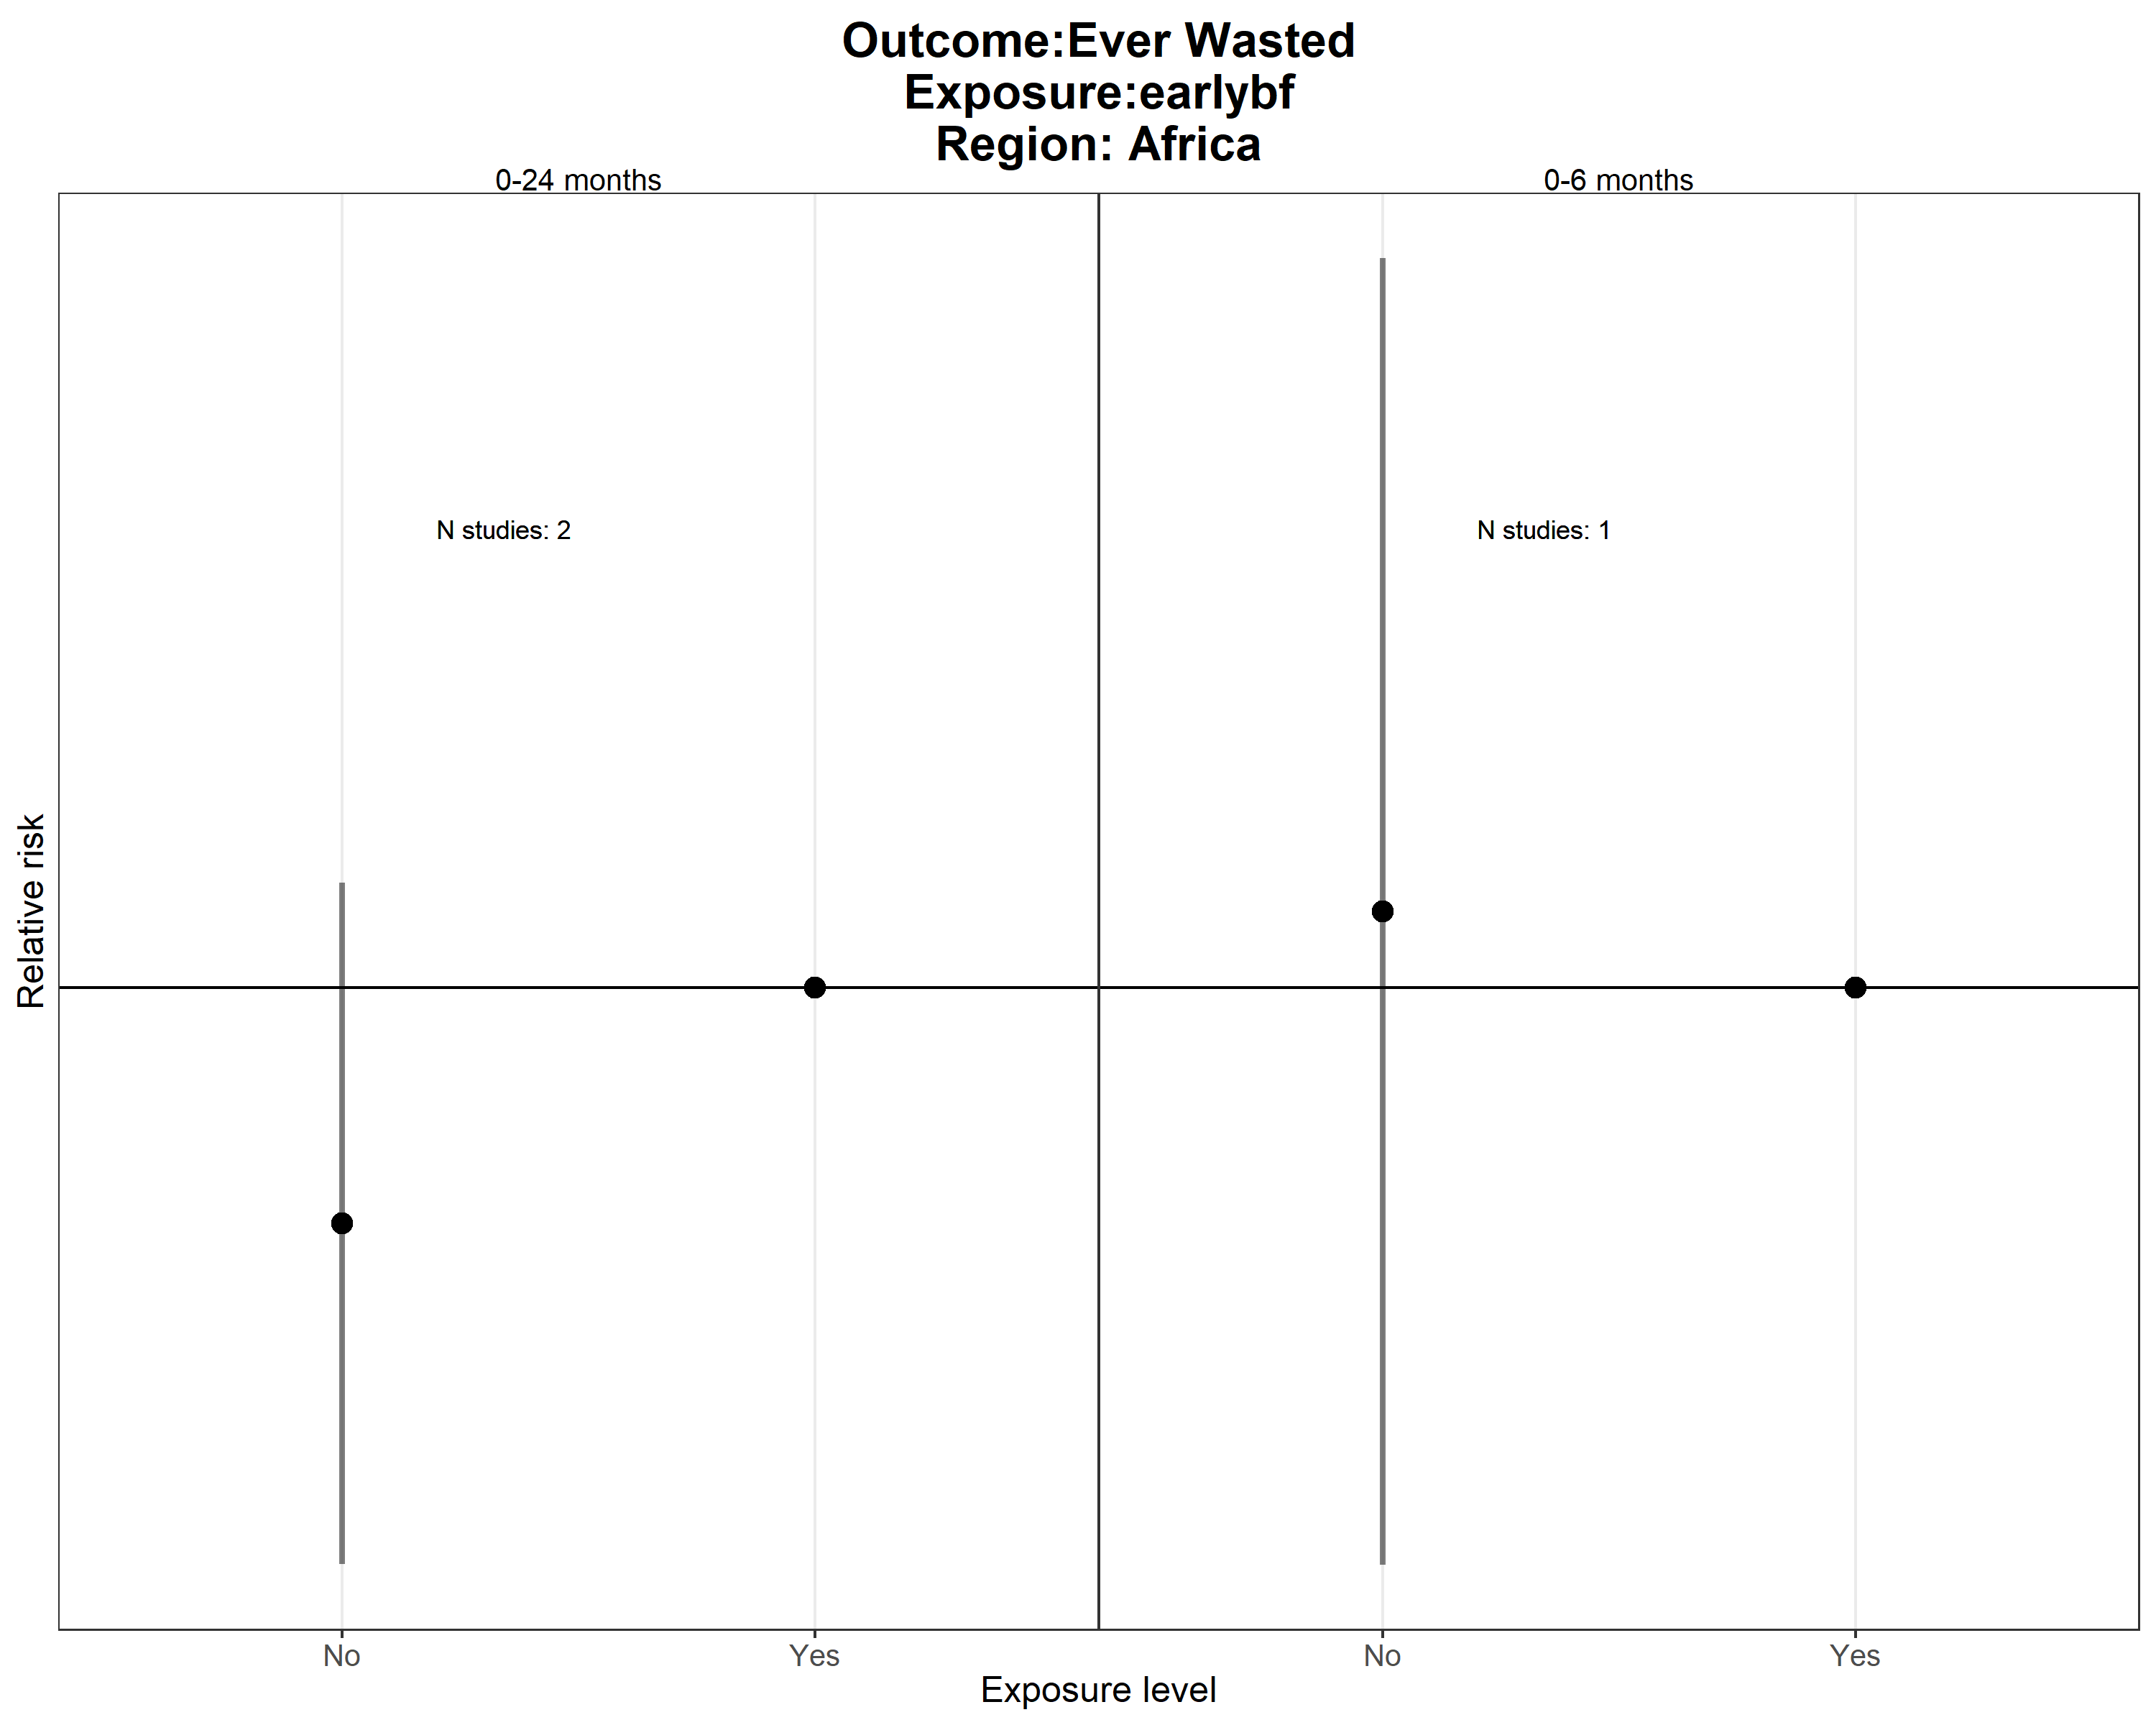 Outcome:Ever Wasted
Exposure:earlybf
Region: Africa
0-24 months
0-6 months
N studies: 2
N studies: 1
Relative risk
No
Yes
No
Yes
Exposure level